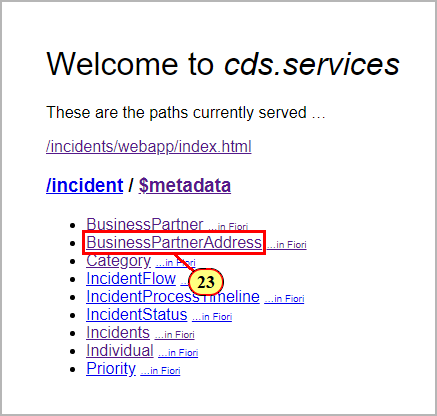 Welcome to cds.services
These are the paths currently served …
/incidents/webapp/index.html
/incident / $metadata
BusinessPartner ...in Fiori
BusinessPartnerAddress ...in Fiori
Category ...in Fiori
IncidentFlow
23
IncidentProcessTimeline ...in Fiori
IncidentStatus ...in Fiori
Incidents ...in Fiori
Individual ...in Fiori
Priority ...in Fiori